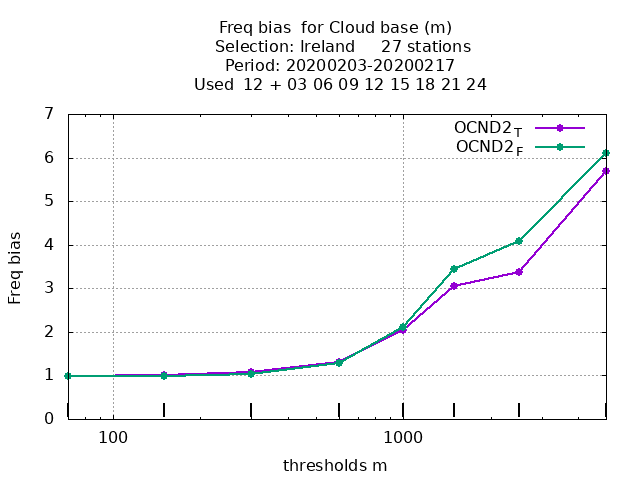 Freq bias  for Cloud base (m)
Selection: Ireland     27 stations
Period: 20200203-20200217
Used  12 + 03 06 09 12 15 18 21 24
7
6
5
4
3
2
1
0
Freq bias
OCND2T
OCND2F
100
1000
thresholds m